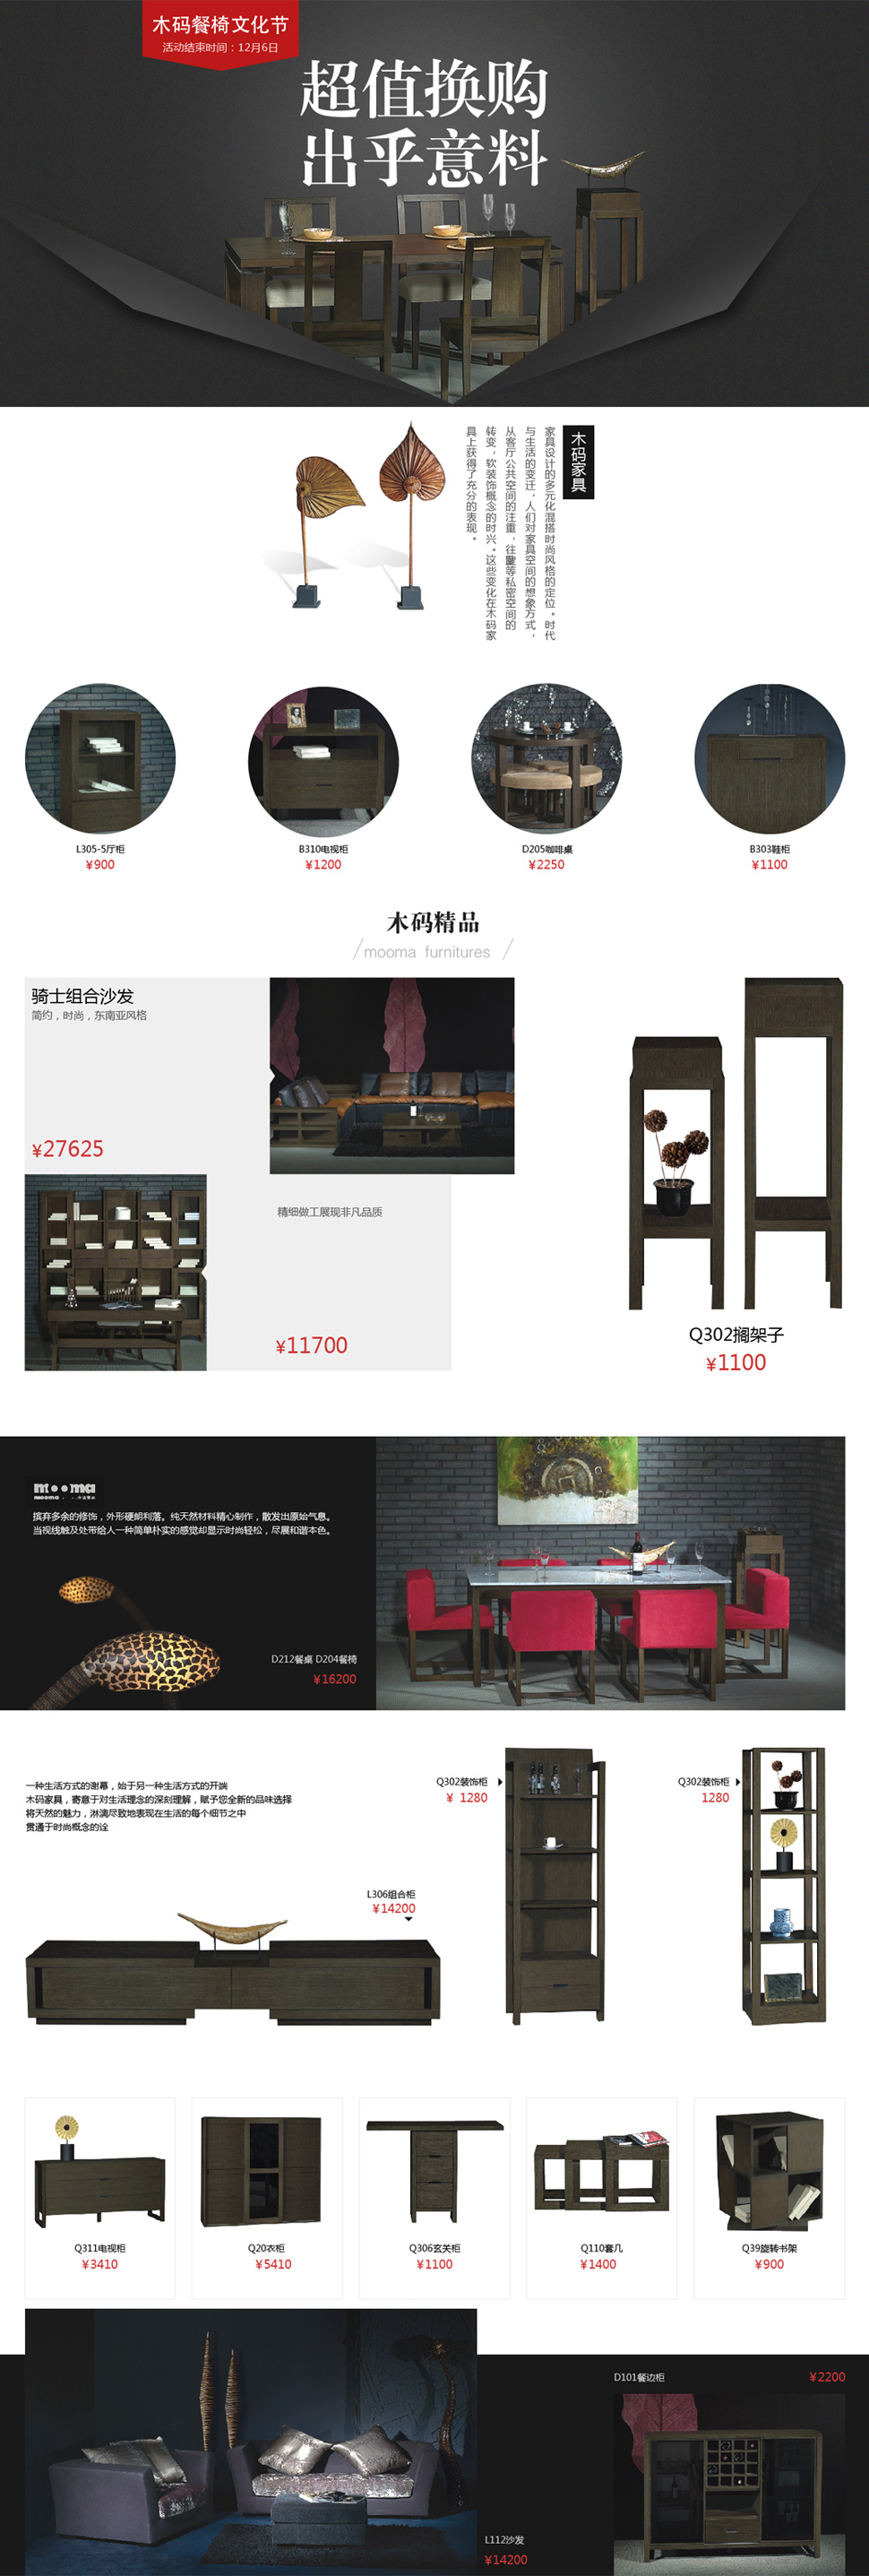 木码餐椅文化节
活动结束时间：12月6日
超值换购
出乎意料
木码家具
家具设计的多元化混搭时尚风格的定位。时代
与生活的变迁，人们对家具空间的想象方式，
从客厅公共空间的注重，往等私密空间的
转变，软装饰概念的时兴。这些变化在木码家
具上获得了充分的表现。
L305-5厅柜
¥900
B310电视柜
¥1200
D205咖啡桌
¥2250
B303鞋柜
¥1100
木码精品
mooma furnitures
骑士组合沙发
简约，时尚，东南亚风格
¥27625
精细做工展现非凡品质
¥11700
Q302搁架子
¥1100
mooma
mooma
摈弃多余的修饰，外形硬朗利落。纯天然材料精心制作，散发出原始气息。
当视线触及处带给人一种简单朴实的感觉却显示时尚轻松，尽展和谐本色。
D212餐桌 D204餐椅
¥16200
一种生活方式的谢幕，始于另一种生活方式的开端
木码家具，寄意于对生活理念的深刻理解，赋予您全新的品味选择
将天然的魅力，淋漓尽致地表现在生活的每个细节之中
贯通于时尚概念的诠
L306组合柜
¥14200
Q302装饰柜
¥ 1280
Q302装饰柜
1280
Q311电视柜
¥3410
Q20衣柜
¥5410
Q306玄关柜
¥1100
Q110套几
¥1400
Q39旋转书架
¥900
D101餐边柜
¥2200
L112沙发
¥14200